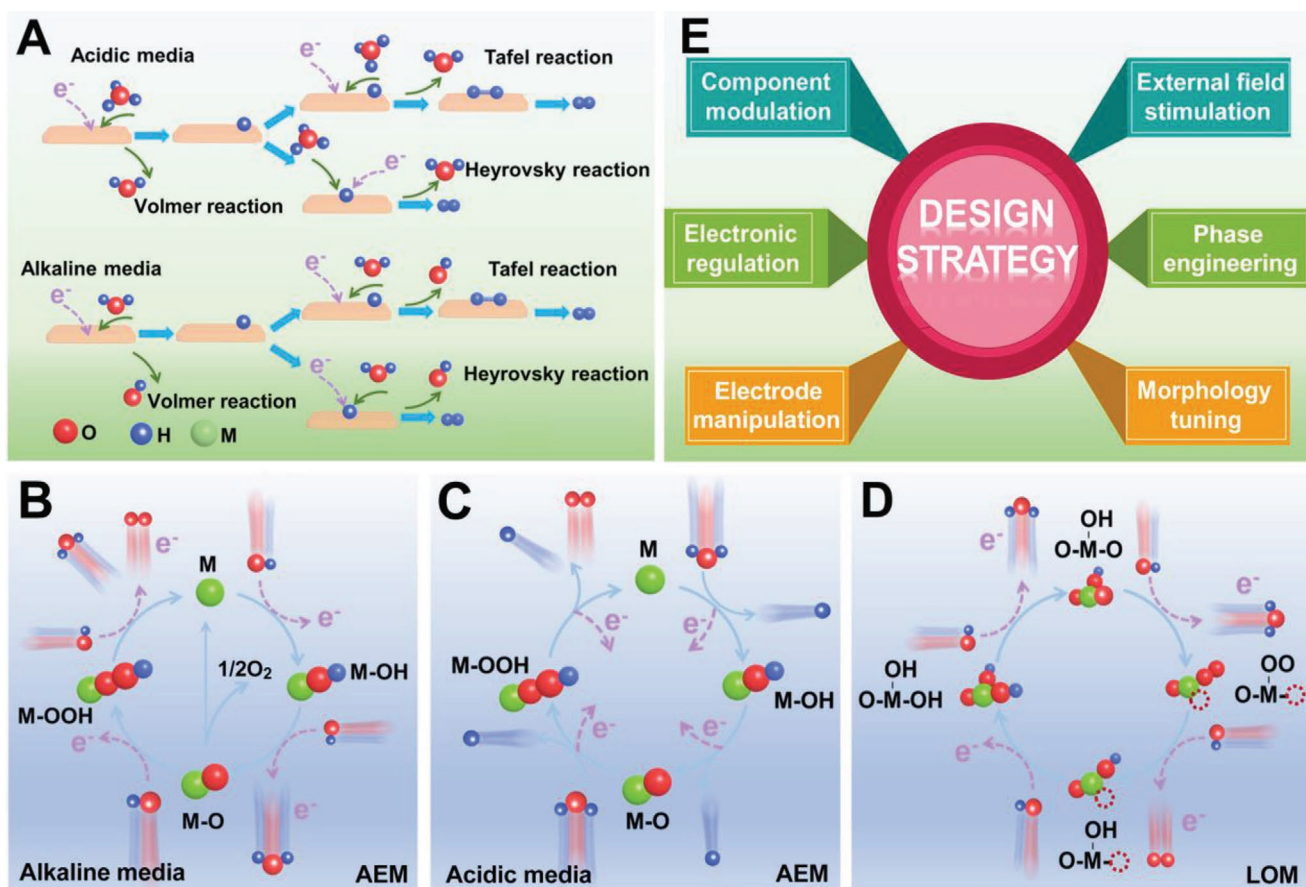 A
Acidic media
e-
e-
Tafel reaction
e-
Heyrovsky reaction
Volmer reaction
Alkaline media
e-
e-
Tafel reaction
e-
Heyrovsky reaction
Volmer reaction
O
H
M
E
Component
modulation
External field
stimulation
Electronic
regulation
DESIGN
STRATEGY
Phase
engineering
Electrode
manipulation
Morphology
tuning
B
e-
M
e-
M-OOH
1/2O₂
M-OH
e-
M-O
e-
Alkaline media
AEM
C
M
e-
e-
M-OOH
M-OH
e-
e-
M-O
Acidic media
AEM
D
e-
OH
O-M-O
e-
OH
O-M-OH
OO
O-M-
e-
OH
O-M-
e-
LOM